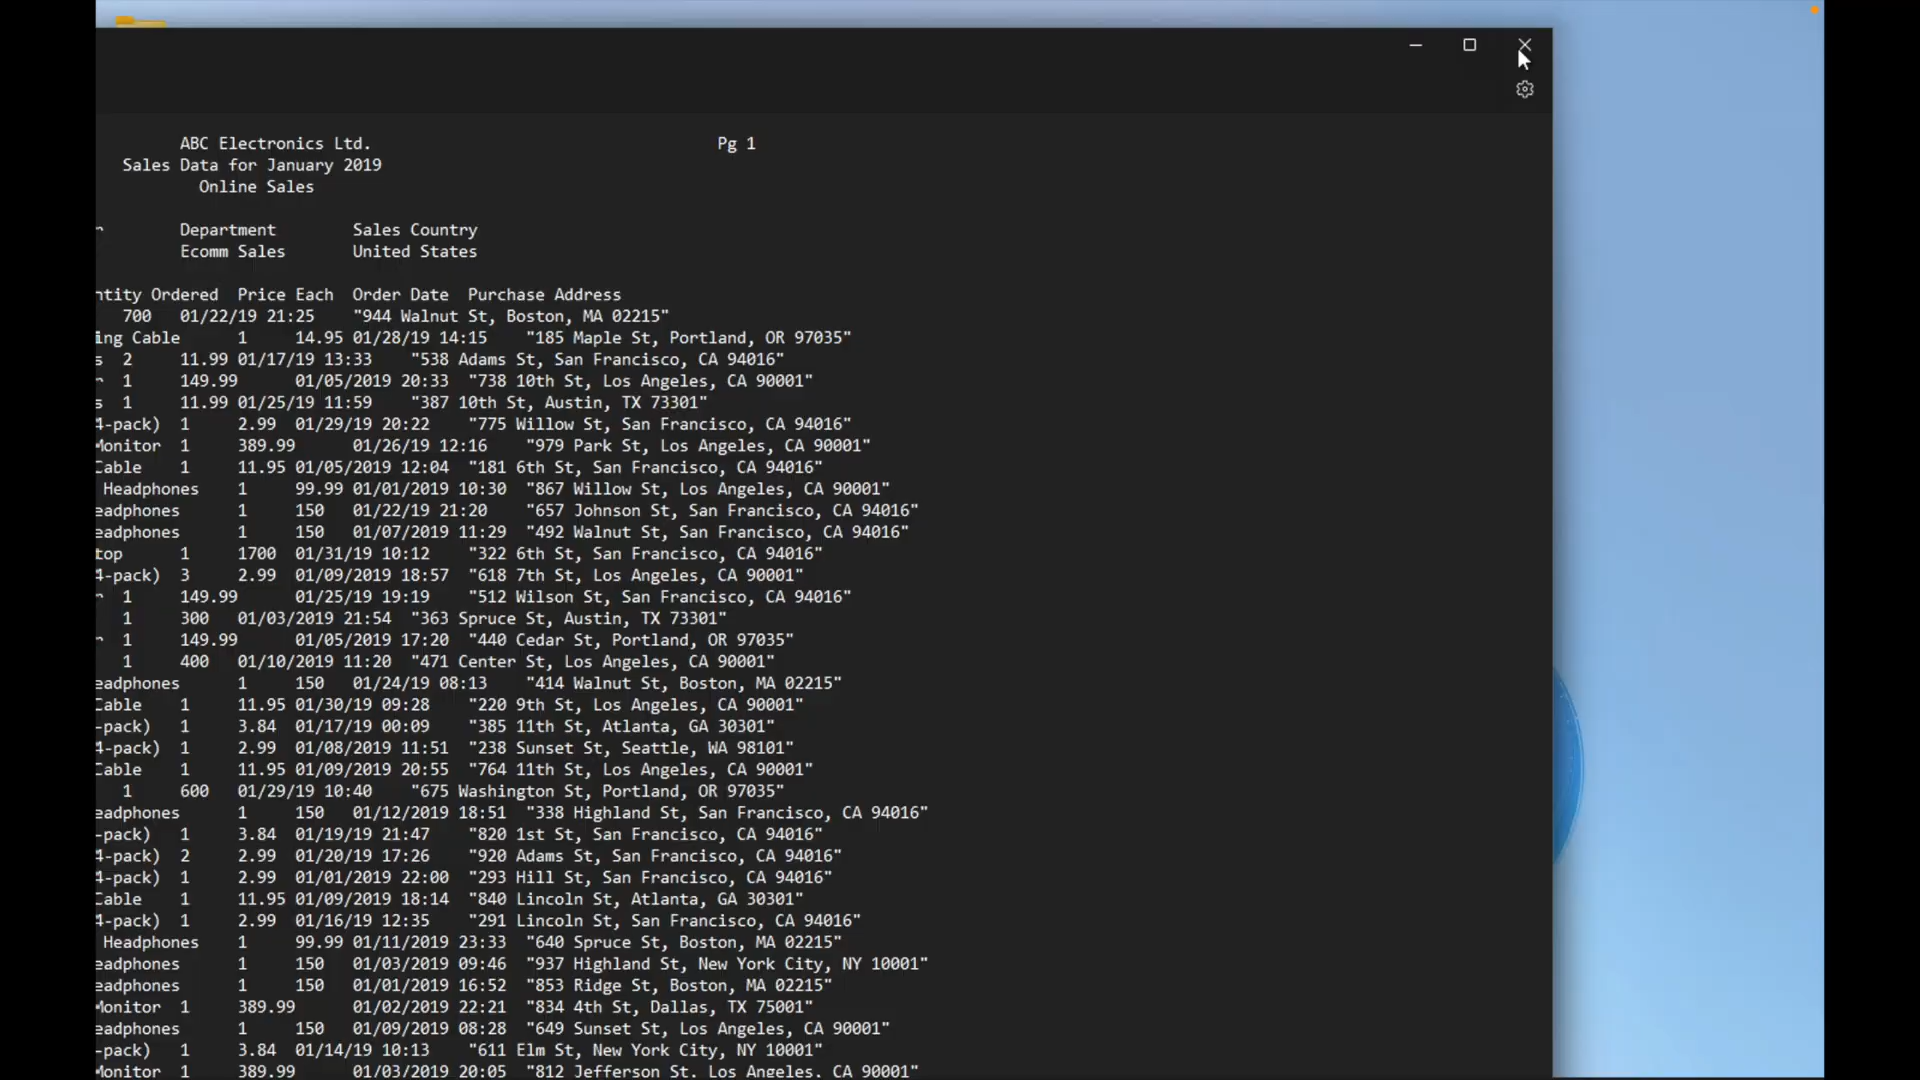 ABC Electronics Ltd. Pg 1
Sales Data for January 2019
Online Sales
Department Sales Country
Ecomm Sales United States
ntity Ordered Price Each Order Date Purchase Address
700 01/22/19 21:25 "944 Walnut St, Boston, MA 02215"
ing Cable 1 14.95 01/28/19 14:15 "185 Maple St, Portland, OR 97035"
s 2 11.99 01/17/19 13:33 "538 Adams St, San Francisco, CA 94016"
r 1 149.99 01/05/2019 20:33 "738 10th St, Los Angeles, CA 90001"
s 1 11.99 01/25/19 11:59 "387 10th St, Austin, TX 73301"
4-pack) 1 2.99 01/29/19 20:22 "775 Willow St, San Francisco, CA 94016"
Monitor 1 389.99 01/26/19 12:16 "979 Park St, Los Angeles, CA 90001"
Cable 1 11.95 01/05/2019 12:04 "181 6th St, San Francisco, CA 94016"
Headphones 1 99.99 01/01/2019 10:30 "867 Willow St, Los Angeles, CA 90001"
eadphones 1 150 01/22/19 21:20 "657 Johnson St, San Francisco, CA 94016"
eadphones 1 150 01/07/2019 11:29 "492 Walnut St, San Francisco, CA 94016"
top 1 1700 01/31/19 10:12 "322 6th St, San Francisco, CA 94016"
4-pack) 3 2.99 01/09/2019 18:57 "618 7th St, Los Angeles, CA 90001"
r 1 149.99 01/25/19 19:19 "512 Wilson St, San Francisco, CA 94016"
1 300 01/03/2019 21:54 "363 Spruce St, Austin, TX 73301"
r 1 149.99 01/05/2019 17:20 "440 Cedar St, Portland, OR 97035"
1 400 01/10/2019 11:20 "471 Center St, Los Angeles, CA 90001"
eadphones 1 150 01/24/19 08:13 "414 Walnut St, Boston, MA 02215"
Cable 1 11.95 01/30/19 09:28 "220 9th St, Los Angeles, CA 90001"
-pack) 1 3.84 01/17/19 00:09 "385 11th St, Atlanta, GA 30301"
4-pack) 1 2.99 01/08/2019 11:51 "238 Sunset St, Seattle, WA 98101"
Cable 1 11.95 01/09/2019 20:55 "764 11th St, Los Angeles, CA 90001"
1 600 01/29/19 10:40 "675 Washington St, Portland, OR 97035"
eadphones 1 150 01/12/2019 18:51 "338 Highland St, San Francisco, CA 94016"
-pack) 1 3.84 01/19/19 21:47 "820 1st St, San Francisco, CA 94016"
4-pack) 2 2.99 01/20/19 17:26 "920 Adams St, San Francisco, CA 94016"
4-pack) 1 2.99 01/01/2019 22:00 "293 Hill St, San Francisco, CA 94016"
Cable 1 11.95 01/09/2019 18:14 "840 Lincoln St, Atlanta, GA 30301"
4-pack) 1 2.99 01/16/19 12:35 "291 Lincoln St, San Francisco, CA 94016"
Headphones 1 99.99 01/11/2019 23:33 "640 Spruce St, Boston, MA 02215"
eadphones 1 150 01/03/2019 09:46 "937 Highland St, New York City, NY 10001"
eadphones 1 150 01/01/2019 16:52 "853 Ridge St, Boston, MA 02215"
Monitor 1 389.99 01/02/2019 22:21 "834 4th St, Dallas, TX 75001"
eadphones 1 150 01/09/2019 08:28 "649 Sunset St, Los Angeles, CA 90001"
-pack) 1 3.84 01/14/19 10:13 "611 Elm St, New York City, NY 10001"
Monitor 1 389.99 01/03/2019 20:05 "812 Jefferson St, Los Angeles, CA 90001"